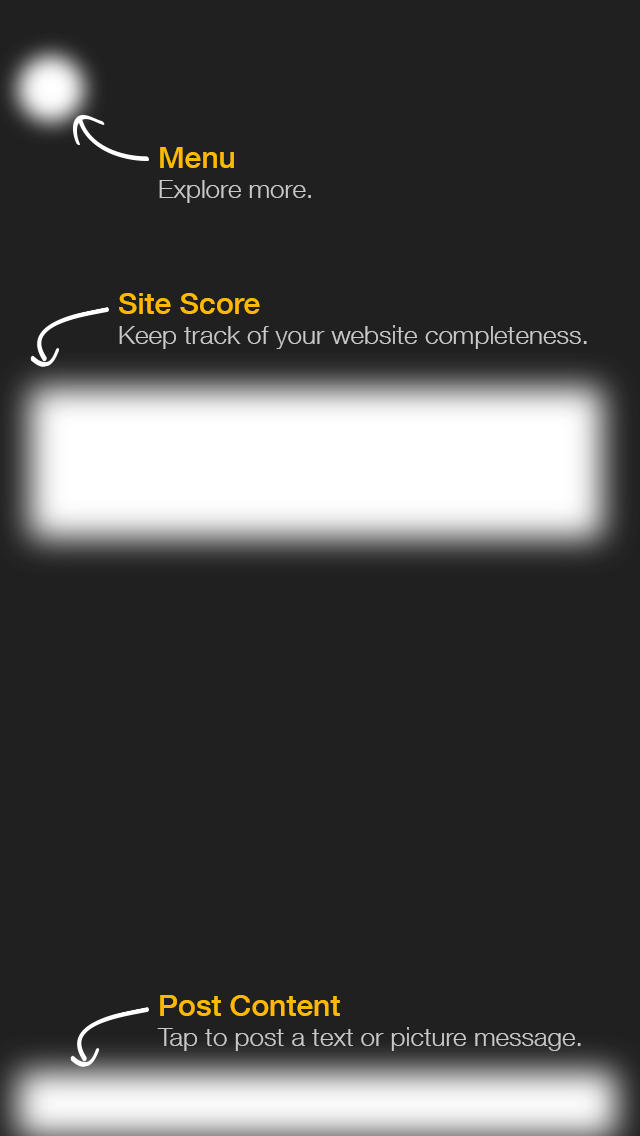 Menu
Explore more.
Site Score
Keep track of your website completeness.
Post Content
Tap to post a text or picture message.